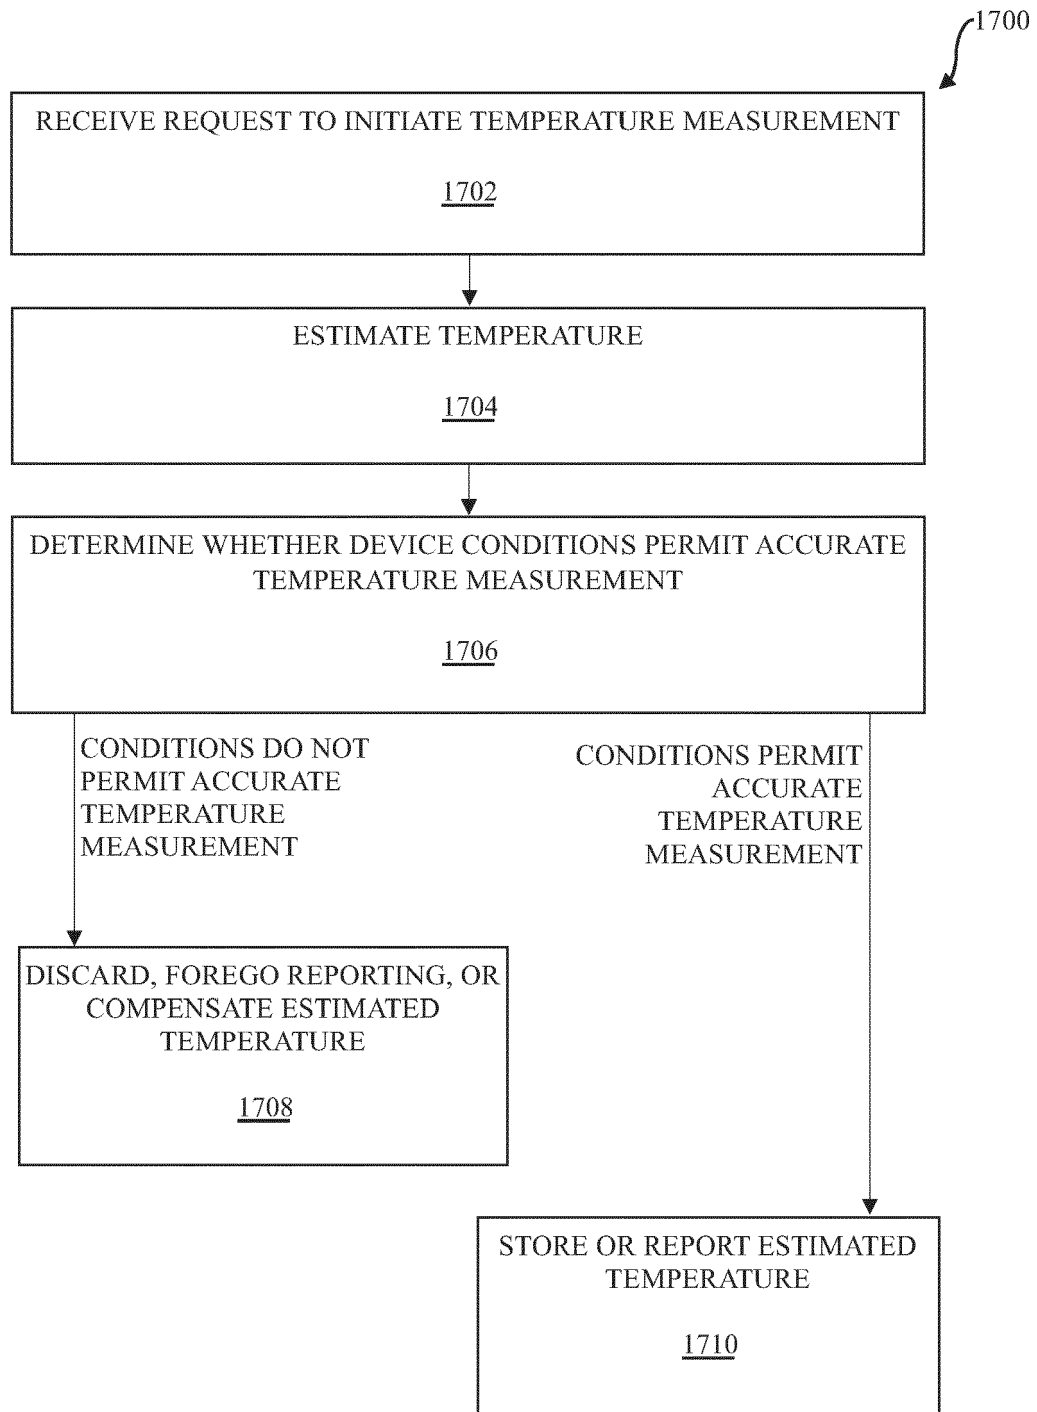 1700
RECEIVE REQUEST TO INITIATE TEMPERATURE MEASUREMENT
1702
ESTIMATE TEMPERATURE
1704
DETERMINE WHETHER DEVICE CONDITIONS PERMIT ACCURATE
TEMPERATURE MEASUREMENT
1706
CONDITIONS DO NOT
PERMIT ACCURATE
TEMPERATURE
MEASUREMENT
CONDITIONS PERMIT
ACCURATE
TEMPERATURE
MEASUREMENT
DISCARD, FOREGO REPORTING, OR
COMPENSATE ESTIMATED
TEMPERATURE
1708
STORE OR REPORT ESTIMATED
TEMPERATURE
1710